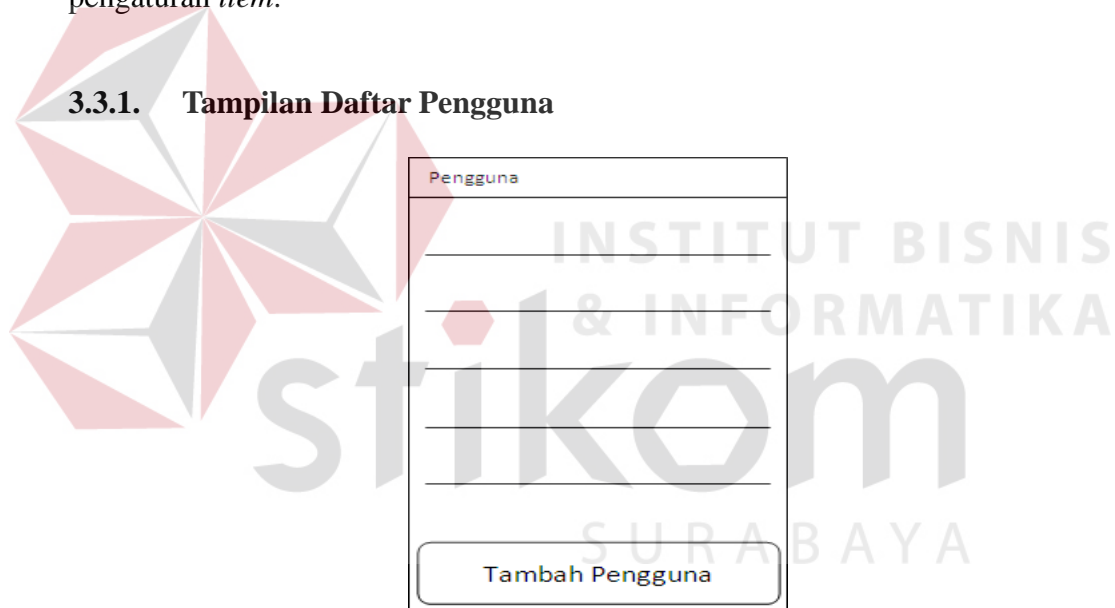 pengaturan item.
3.3.1. Tampilan Daftar Pengguna
Pengguna
INSTITUT BISNIS
& INFORMATIKA
stikom
SURABAYA
Tambah Pengguna